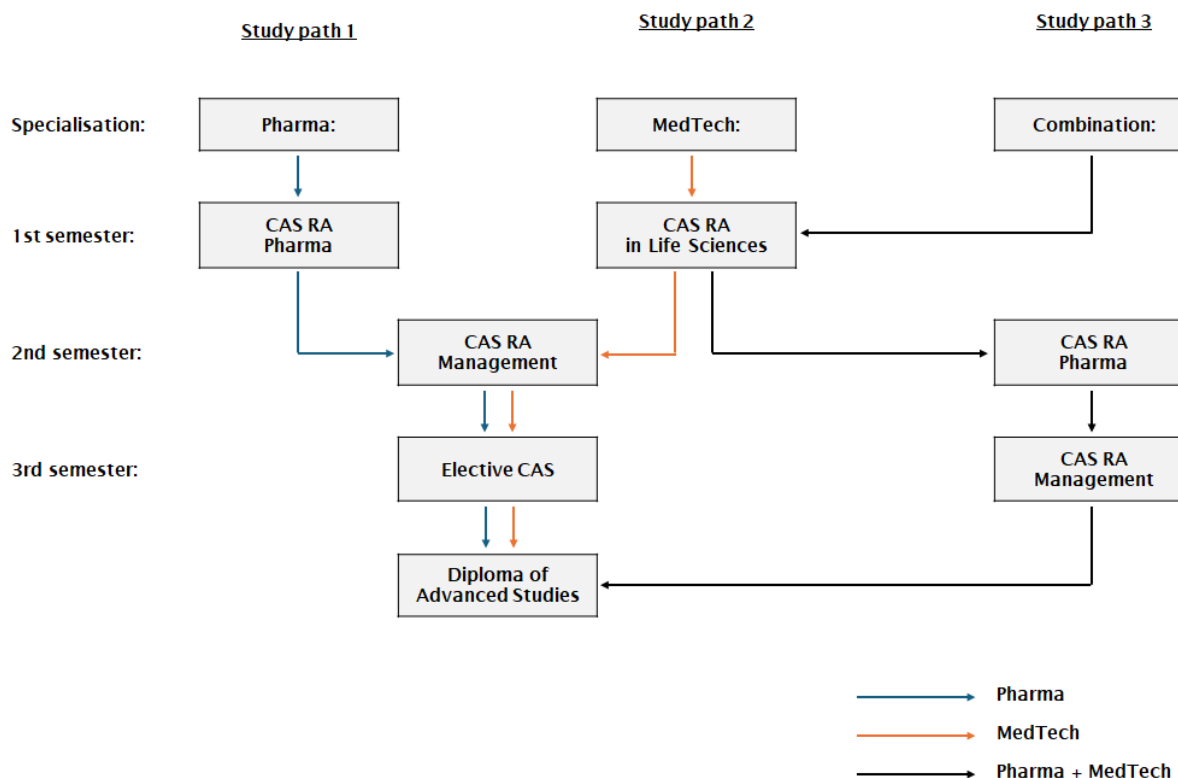 Study path 1
Study path 2
Study path 3
Specialisation:
Pharma:
MedTech:
Combination:
1st semester:
CAS RA
Pharma
CAS RA
in Life Sciences
2nd semester:
CAS RA
Management
CAS RA
Pharma
3rd semester:
Elective CAS
CAS RA
Management
Diploma of
Advanced Studies
Pharma
MedTech
Pharma + MedTech